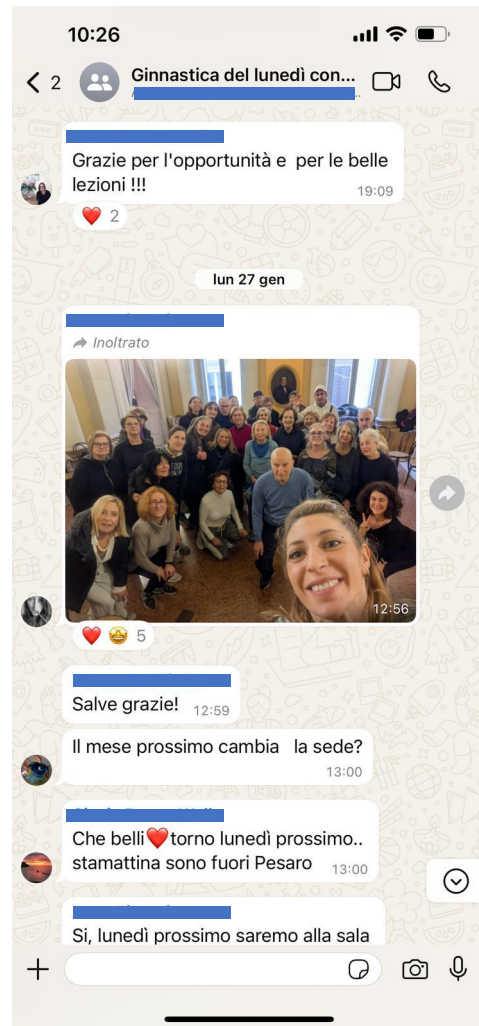 10:26
2
Ginnastica del lunedì con...
Grazie per l'opportunità e per le belle
lezioni !!!
19:09
2
lun 27 gen
Inoltrato
12:56
5
Salve grazie!
12:59
Il mese prossimo cambia la sede?
13:00
Che belli❤️torno lunedì prossimo..
stamattina sono fuori Pesaro
13:00
Si, lunedì prossimo saremo alla sala